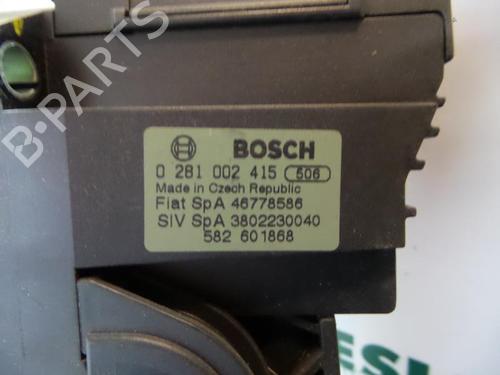 B-PARTS
BOSCH
0 281 002 415 506
Made in Czech Republic
Fiat SpA 46778586
SIV SpA 3802230040
582 601868
ESI